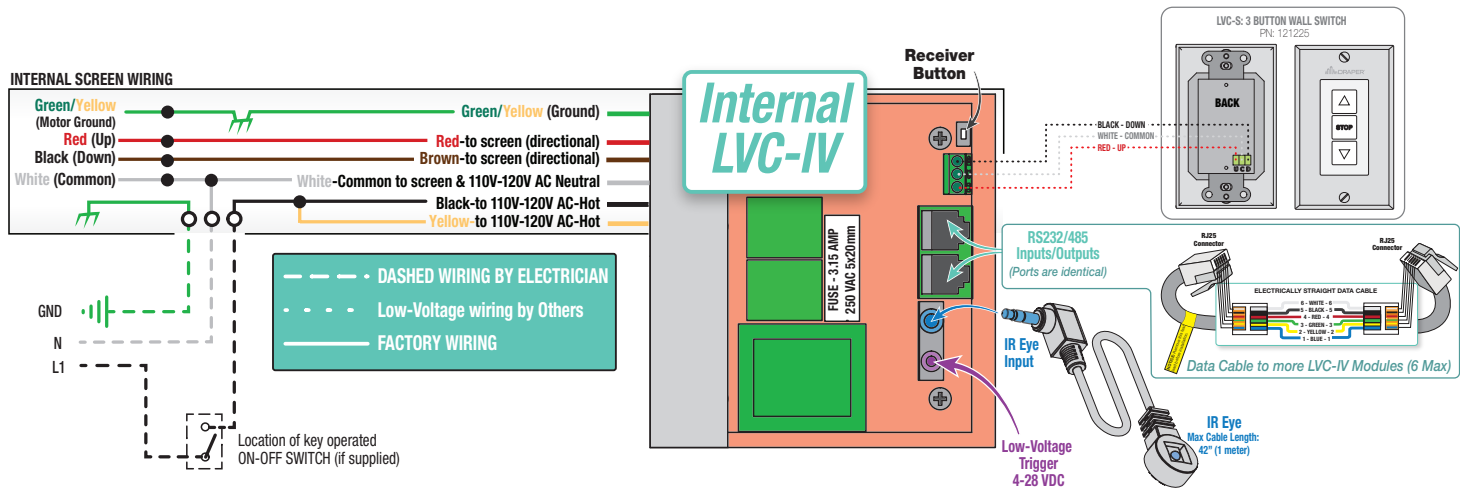 INTERNAL SCREEN WIRING
Green/Yellow
(Motor Ground)
Red (Up)
Black (Down)
White (Common)
Green/Yellow (Ground)
Red-to screen (directional)
Brown-to screen (directional)
White-Common to screen & 110V-120V AC Neutral
Black-to 110V-120V AC-Hot
Yellow-to 110V-120V AC-Hot
DASHED WIRING BY ELECTRICIAN
Low-Voltage wiring by Others
FACTORY WIRING
GND
N
L1
Location of key operated
ON-OFF SWITCH (if supplied)
Internal
LVC-IV
Receiver
Button
FUSE - 3.15 AMP
250 VAC 5x20mm
BLACK - DOWN
WHITE - COMMON
RED - UP
LVC-S: 3 BUTTON WALL SWITCH
PN: 121225
BACK
U C D
DRAPER
STOP
RS232/485
Inputs/Outputs
(Ports are identical)
RJ25
Connector
RJ25
Connector
ELECTRICALLY STRAIGHT DATA CABLE
6 - WHITE - 6
5 - BLACK - 5
4 - RED - 4
3 - GREEN - 3
2 - YELLOW - 2
1 - BLUE - 1
Data Cable to more LVC-IV Modules (6 Max)
IR Eye
Input
Low-Voltage
Trigger
4-28 VDC
IR Eye
Max Cable Length:
42" (1 meter)